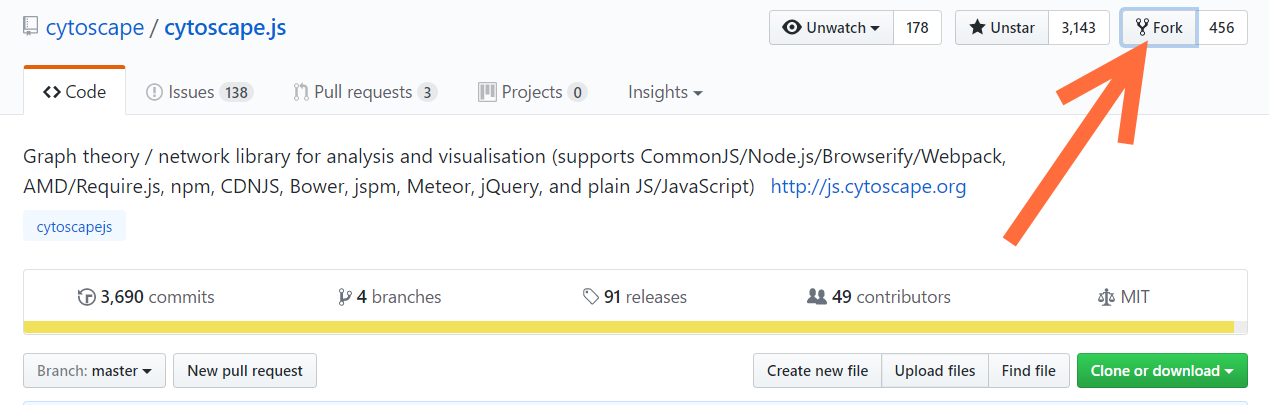 cytoscape / cytoscape.js Unwatch 178 Unstar 3,143 Fork 456
Code Issues 138 Pull requests 3 Projects 0 Insights
Graph theory / network library for analysis and visualisation (supports CommonJS/Node.js/Browserify/Webpack,
AMD/Require.js, npm, CDNJS, Bower, jspm, Meteor, jQuery, and plain JS/JavaScript) http://js.cytoscape.org
cytoscapejs
3,690 commits 4 branches 91 releases 49 contributors MIT
Branch: master New pull request Create new file Upload files Find file Clone or download